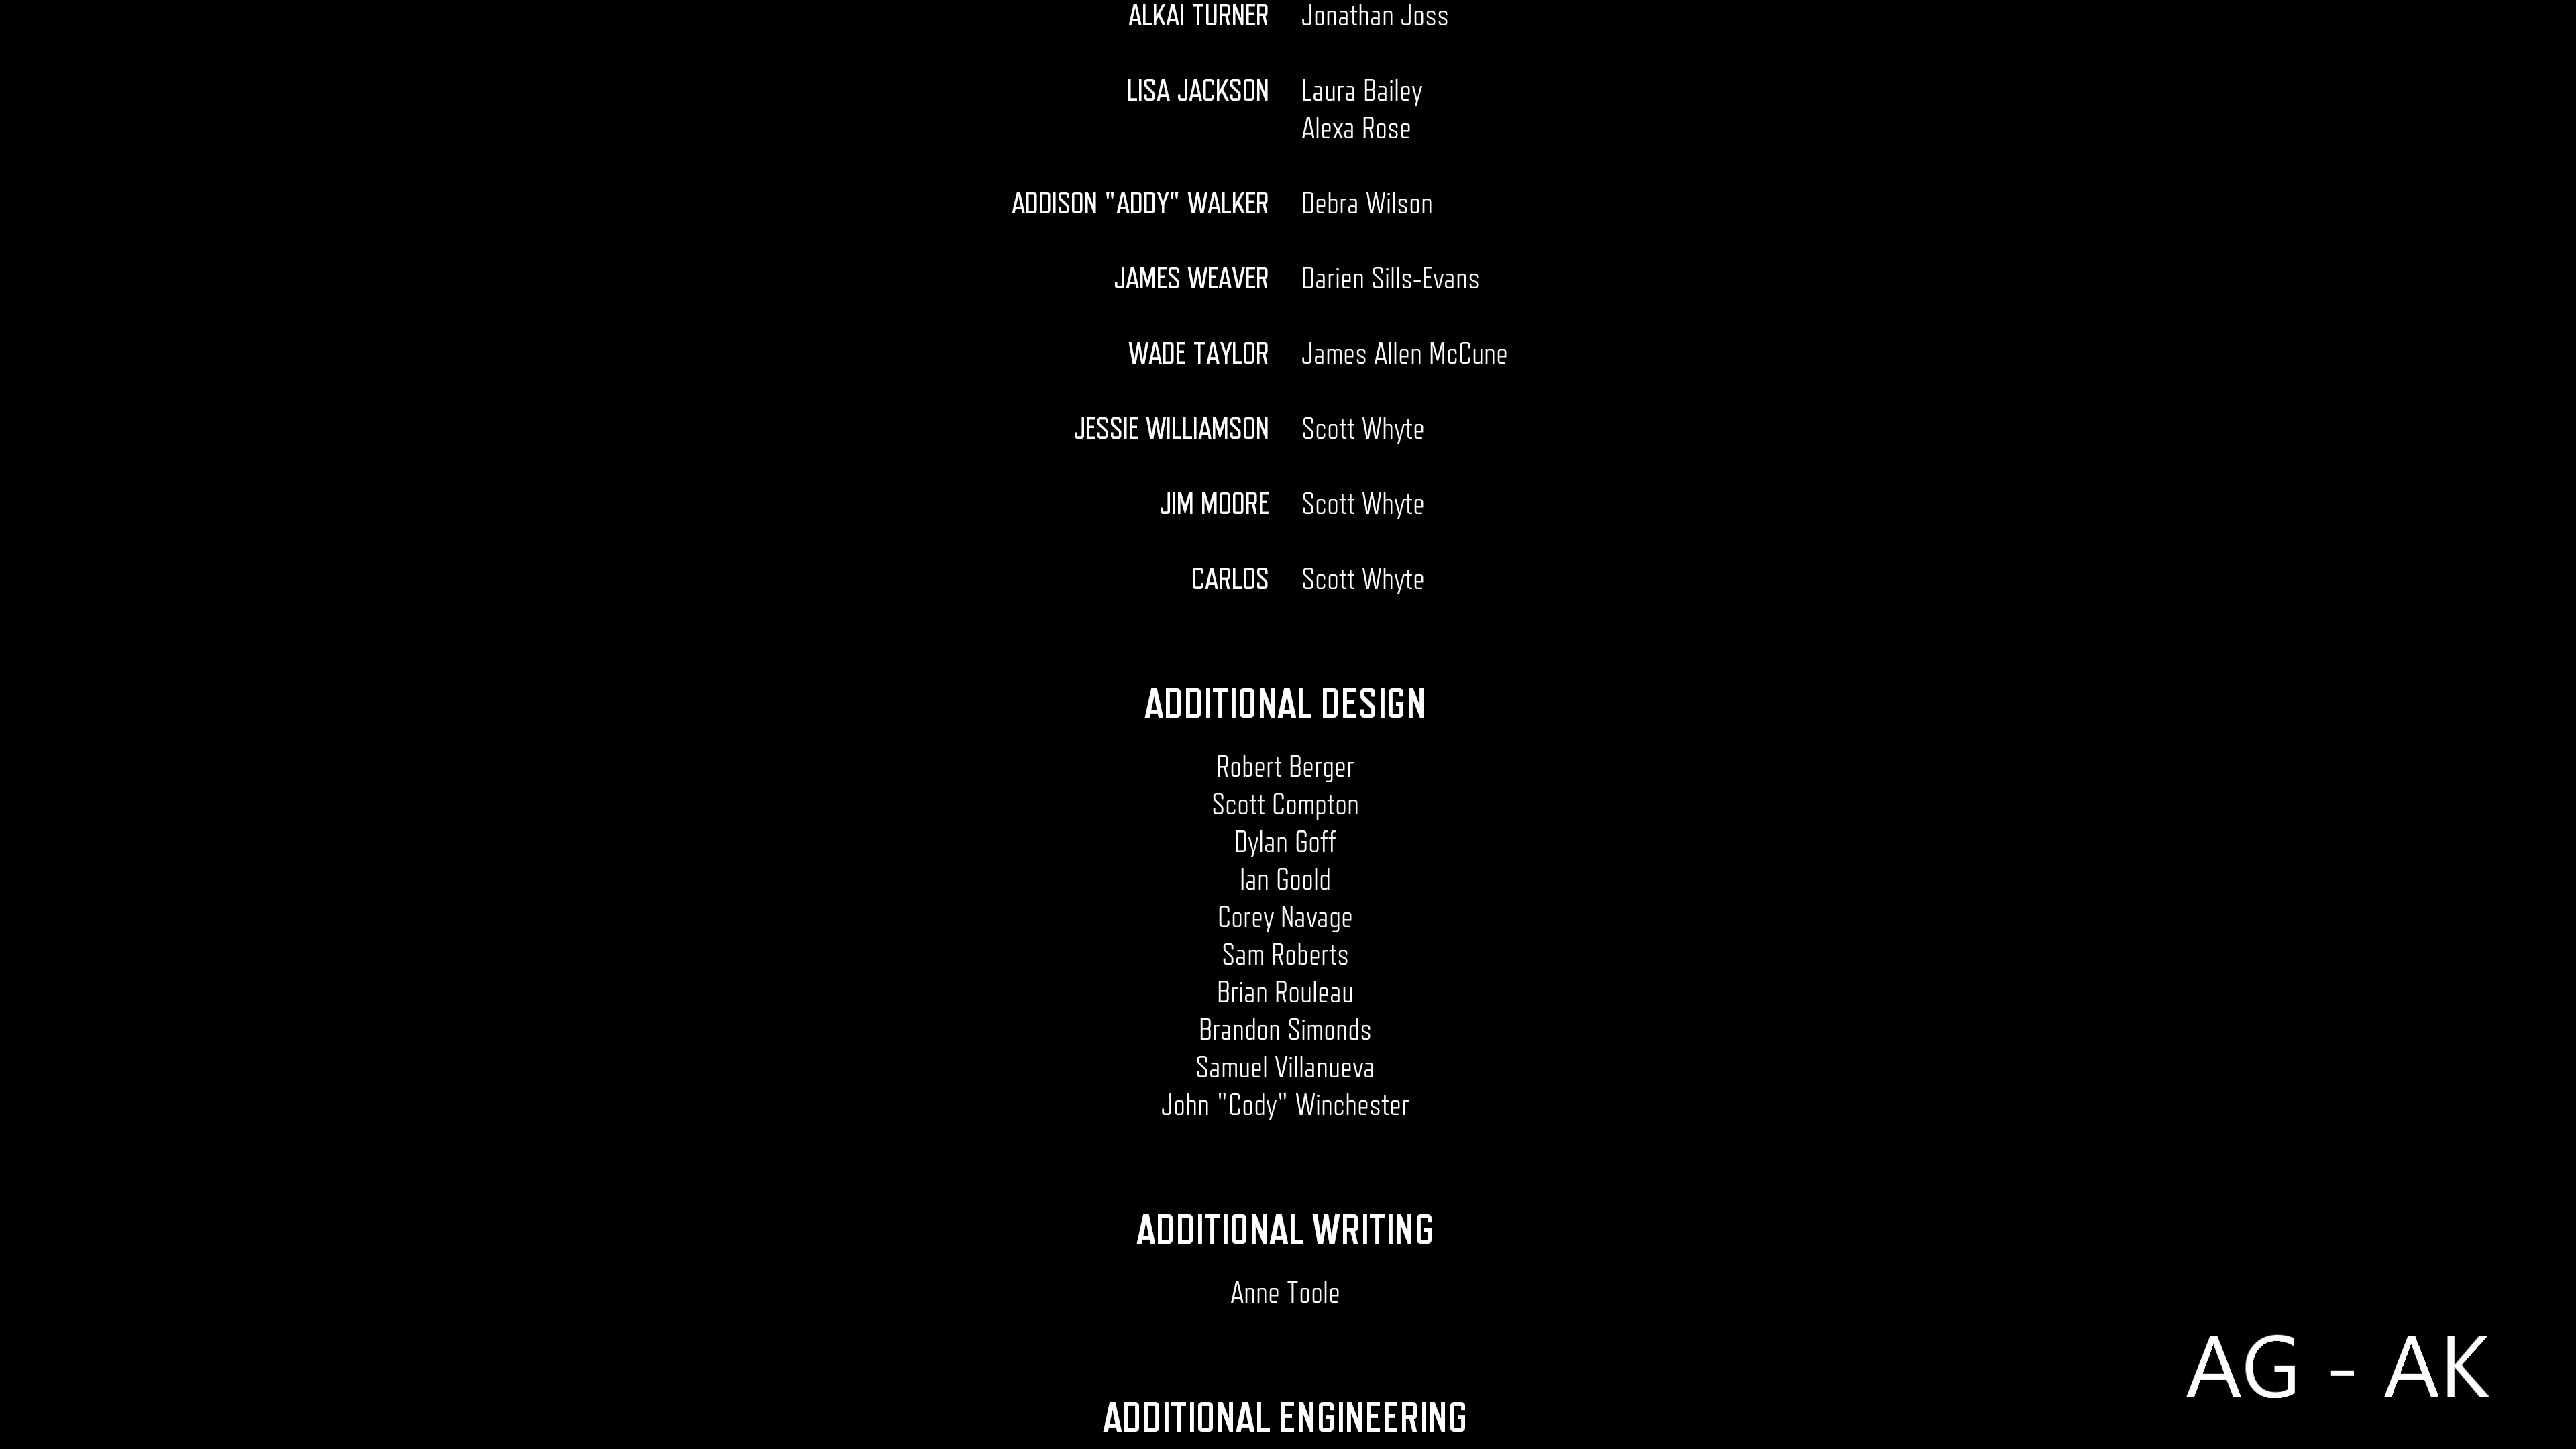 ALKAI TURNER Jonathan Joss
LISA JACKSON Laura Bailey
Alexa Rose
ADDISON "ADDY" WALKER Debra Wilson
JAMES WEAVER Darien Sills-Evans
WADE TAYLOR James Allen McCune
JESSIE WILLIAMSON Scott Whyte
JIM MOORE Scott Whyte
CARLOS Scott Whyte
ADDITIONAL DESIGN
Robert Berger
Scott Compton
Dylan Goff
Ian Goold
Corey Navage
Sam Roberts
Brian Rouleau
Brandon Simonds
Samuel Villanueva
John "Cody" Winchester
ADDITIONAL WRITING
Anne Toole
ADDITIONAL ENGINEERING
AG - AK